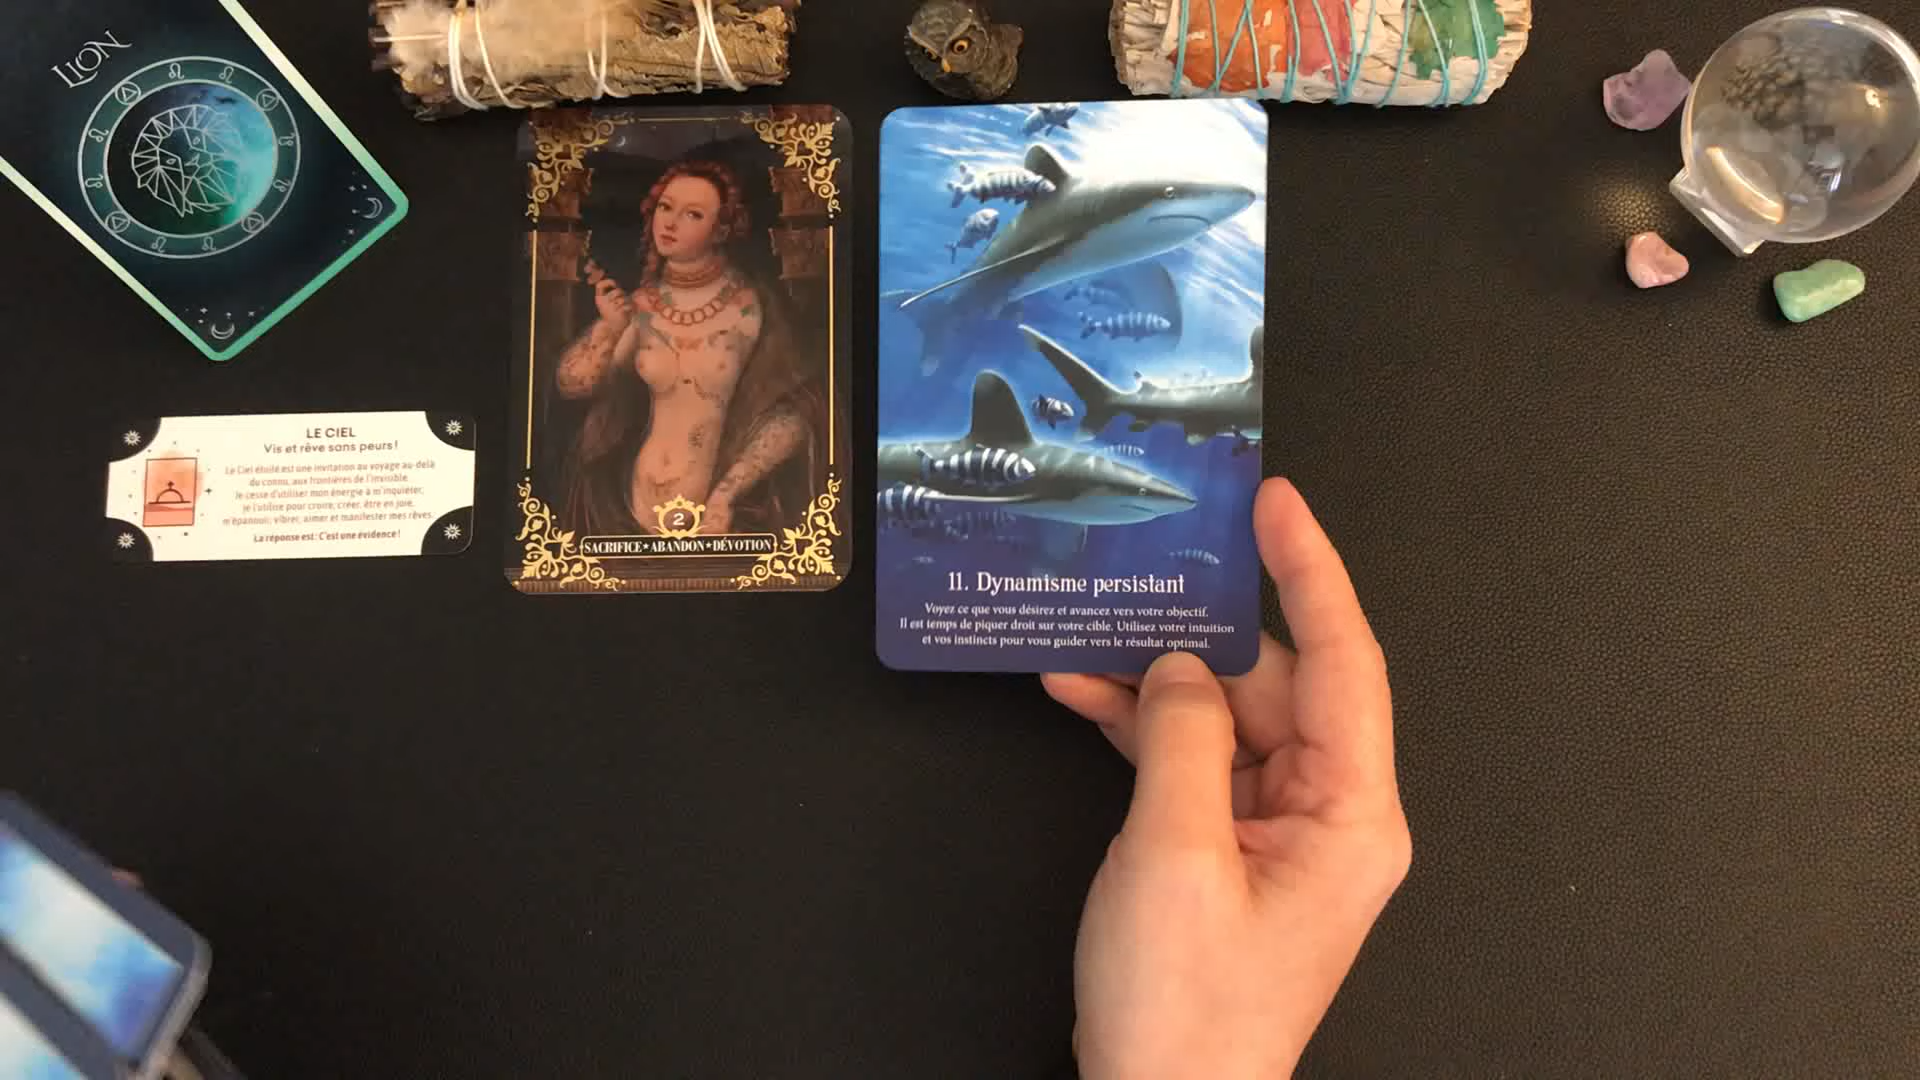 LION
LE CIEL
Vis et rêve sans peurs !
Le Ciel étoilé est une invitation au voyage au-delà
du connu, aux frontières de l'invisible.
Je cesse d'utiliser mon énergie à m'inquiéter,
je l'utilise pour croire, créer, être en joie,
m'épanouir, vibrer, aimer et manifester mes rêves.
La réponse est : C'est une évidence !
2
SACRIFICE★ABANDON★DÉVOTION
11. Dynamisme persistant
Voyez ce que vous désirez et avancez vers votre objectif.
Il est temps de piquer droit sur votre cible. Utilisez votre intuition
et vos instincts pour vous guider vers le résultat optimal.